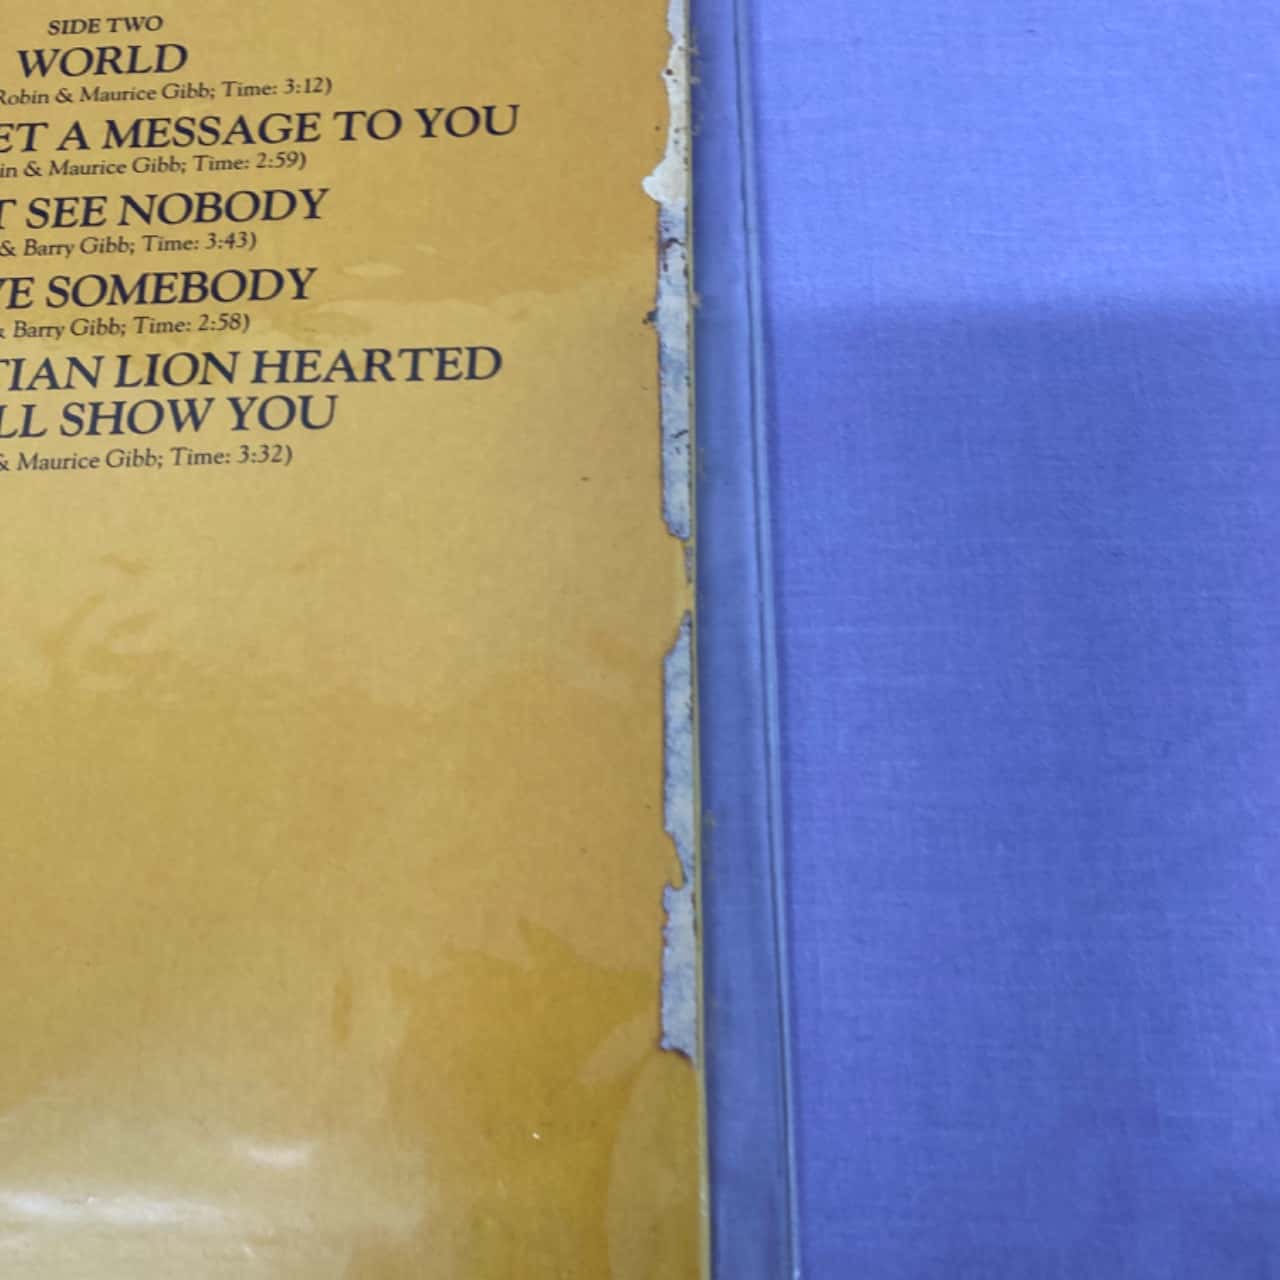 SIDE TWO
WORLD
Robin & Maurice Gibb; Time: 3:12)
ET A MESSAGE TO YOU
in & Maurice Gibb; Time: 2:59)
T SEE NOBODY
& Barry Gibb; Time: 3:43)
VE SOMEBODY
& Barry Gibb; Time: 2:58)
TIAN LION HEARTED
LL SHOW YOU
& Maurice Gibb; Time: 3:32)